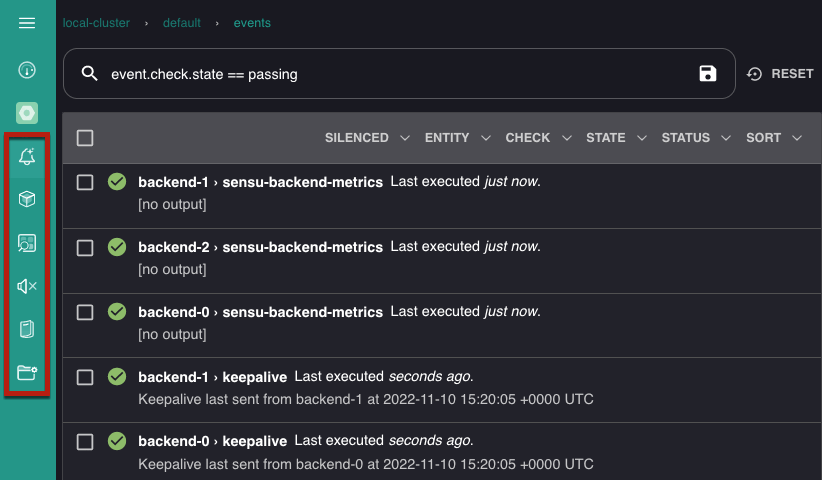 local-cluster › default › events
event.check.state == passing
RESET
SILENCED ENTITY CHECK STATE STATUS SORT
backend-1 › sensu-backend-metrics Last executed just now.
[no output]
backend-2 › sensu-backend-metrics Last executed just now.
[no output]
backend-0 › sensu-backend-metrics Last executed just now.
[no output]
backend-1 › keepalive Last executed seconds ago.
Keepalive last sent from backend-1 at 2022-11-10 15:20:05 +0000 UTC
backend-0 › keepalive Last executed seconds ago.
Keepalive last sent from backend-0 at 2022-11-10 15:20:05 +0000 UTC